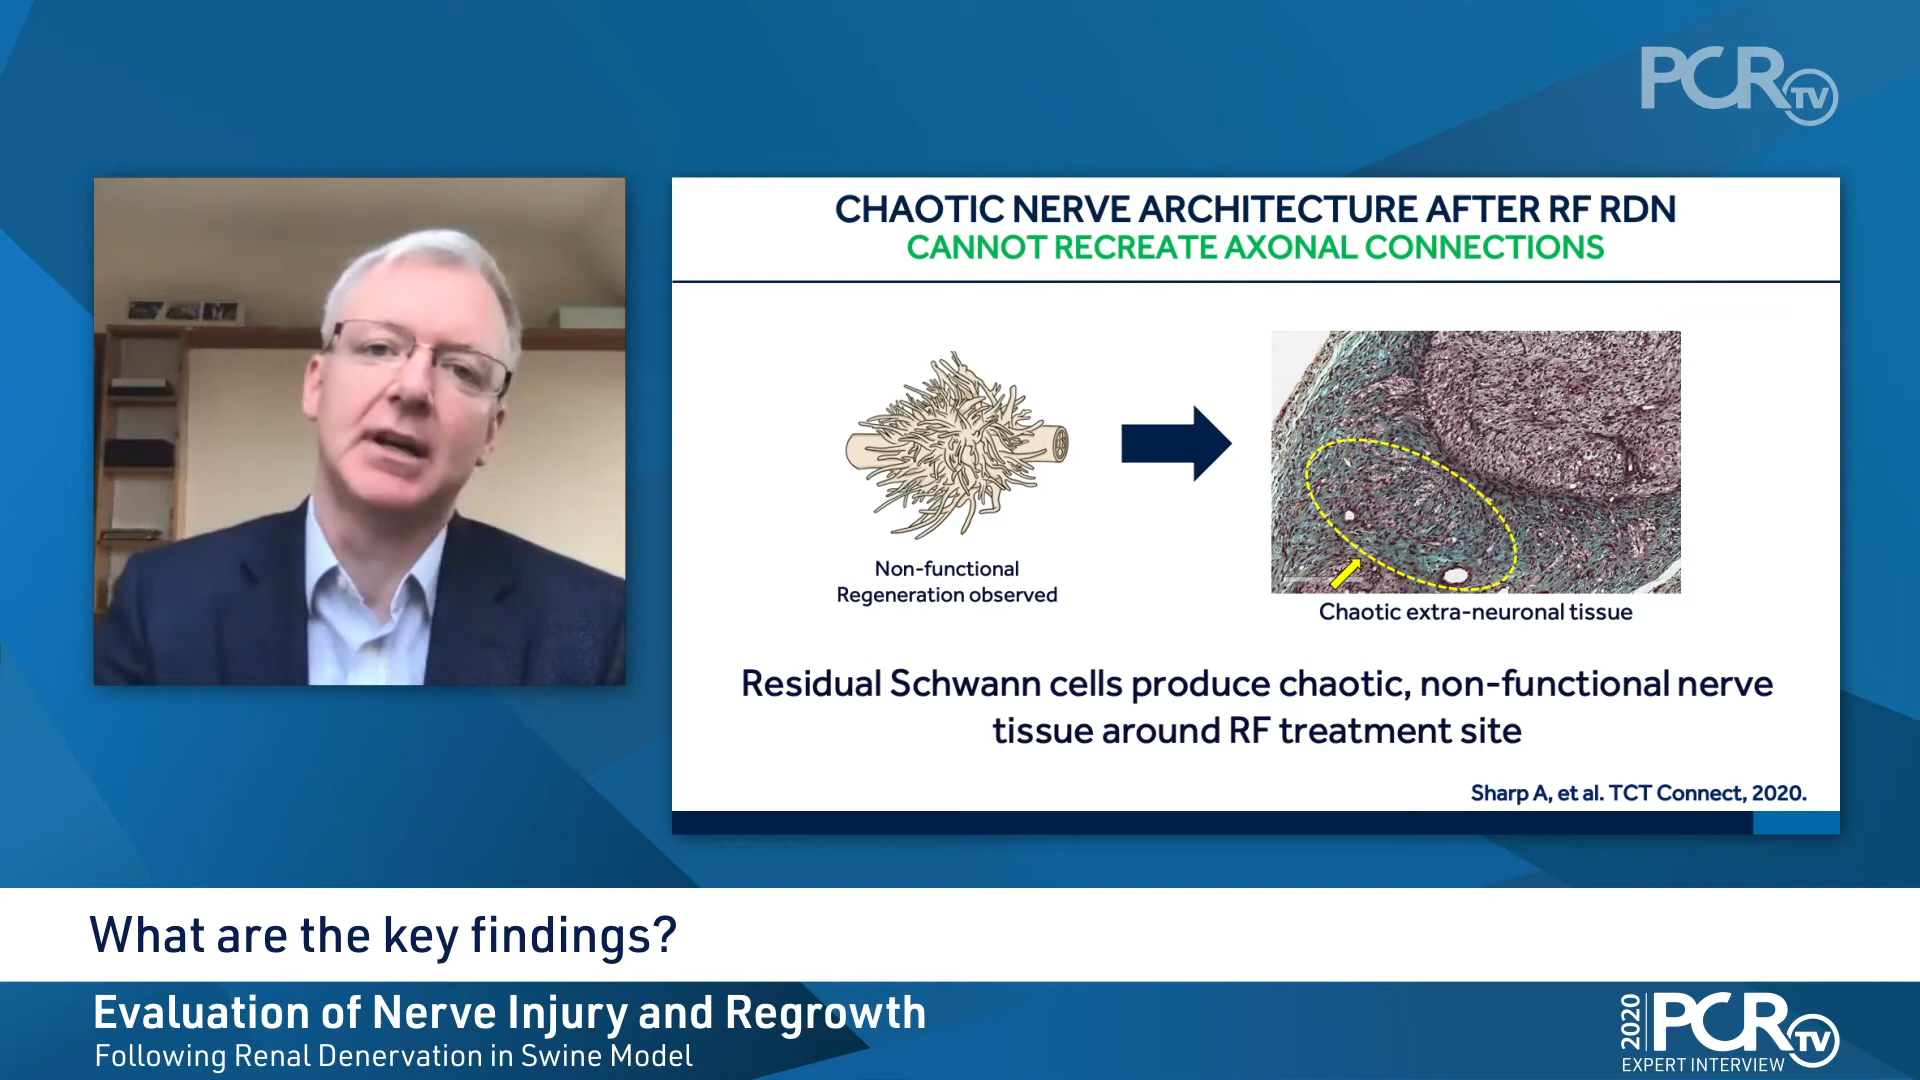 PCR TV
CHAOTIC NERVE ARCHITECTURE AFTER RF RDN
CANNOT RECREATE AXONAL CONNECTIONS
Non-functional
Regeneration observed
Chaotic extra-neuronal tissue
Residual Schwann cells produce chaotic, non-functional nerve
tissue around RF treatment site
Sharp A, et al. TCT Connect, 2020.
What are the key findings?
Evaluation of Nerve Injury and Regrowth
Following Renal Denervation in Swine Model
2020 PCR TV
EXPERT INTERVIEW